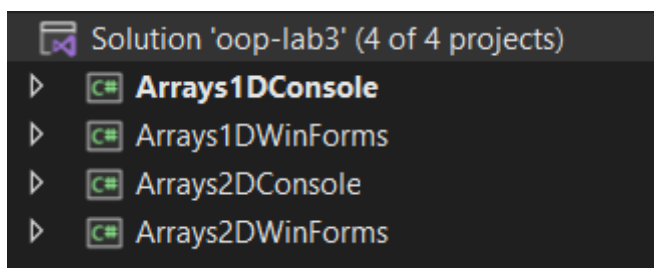 Solution 'oop-lab3' (4 of 4 projects)
C# Arrays1DConsole
C# Arrays1DWinForms
C# Arrays2DConsole
C# Arrays2DWinForms